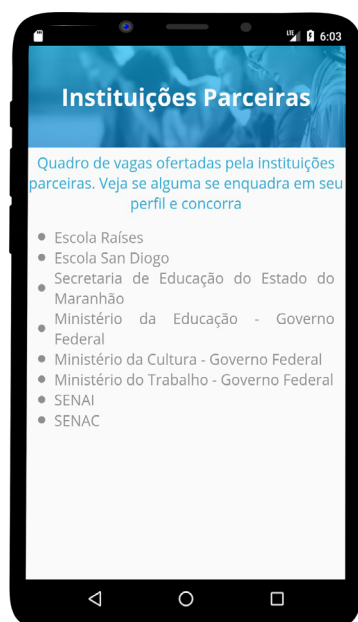 LTE 6:03
Instituições Parceiras
Quadro de vagas ofertadas pela instituições
parceiras. Veja se alguma se enquadra em seu
perfil e concorra
Escola Raíses
Escola San Diogo
Secretaria de Educação do Estado do
Maranhão
Ministério da Educação - Governo
Federal
Ministério da Cultura - Governo Federal
Ministério do Trabalho - Governo Federal
SENAI
SENAC